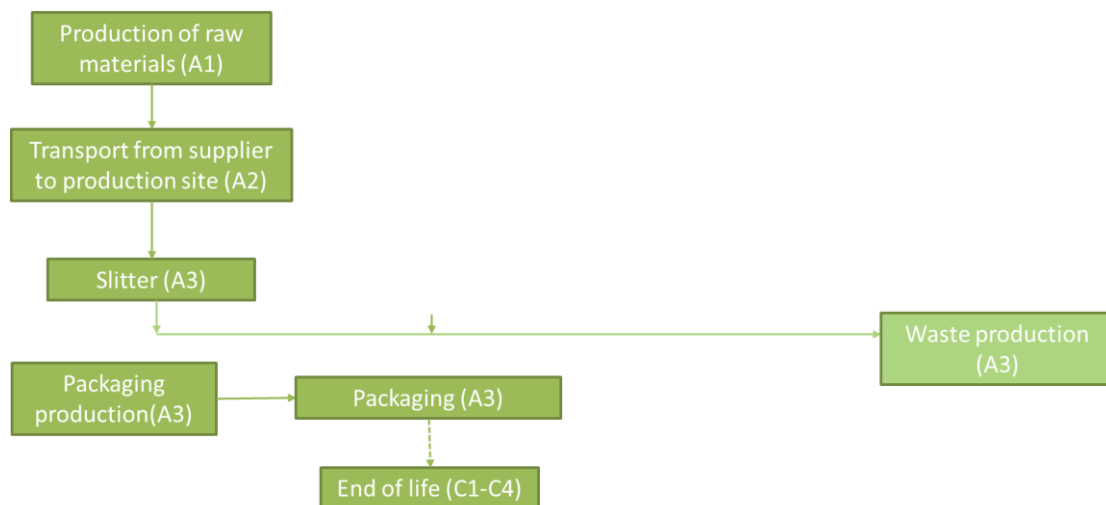 Production of raw
materials (A1)
Transport from supplier
to production site (A2)
Slitter (A3)
Waste production
(A3)
Packaging
production(A3)
Packaging (A3)
End of life (C1-C4)